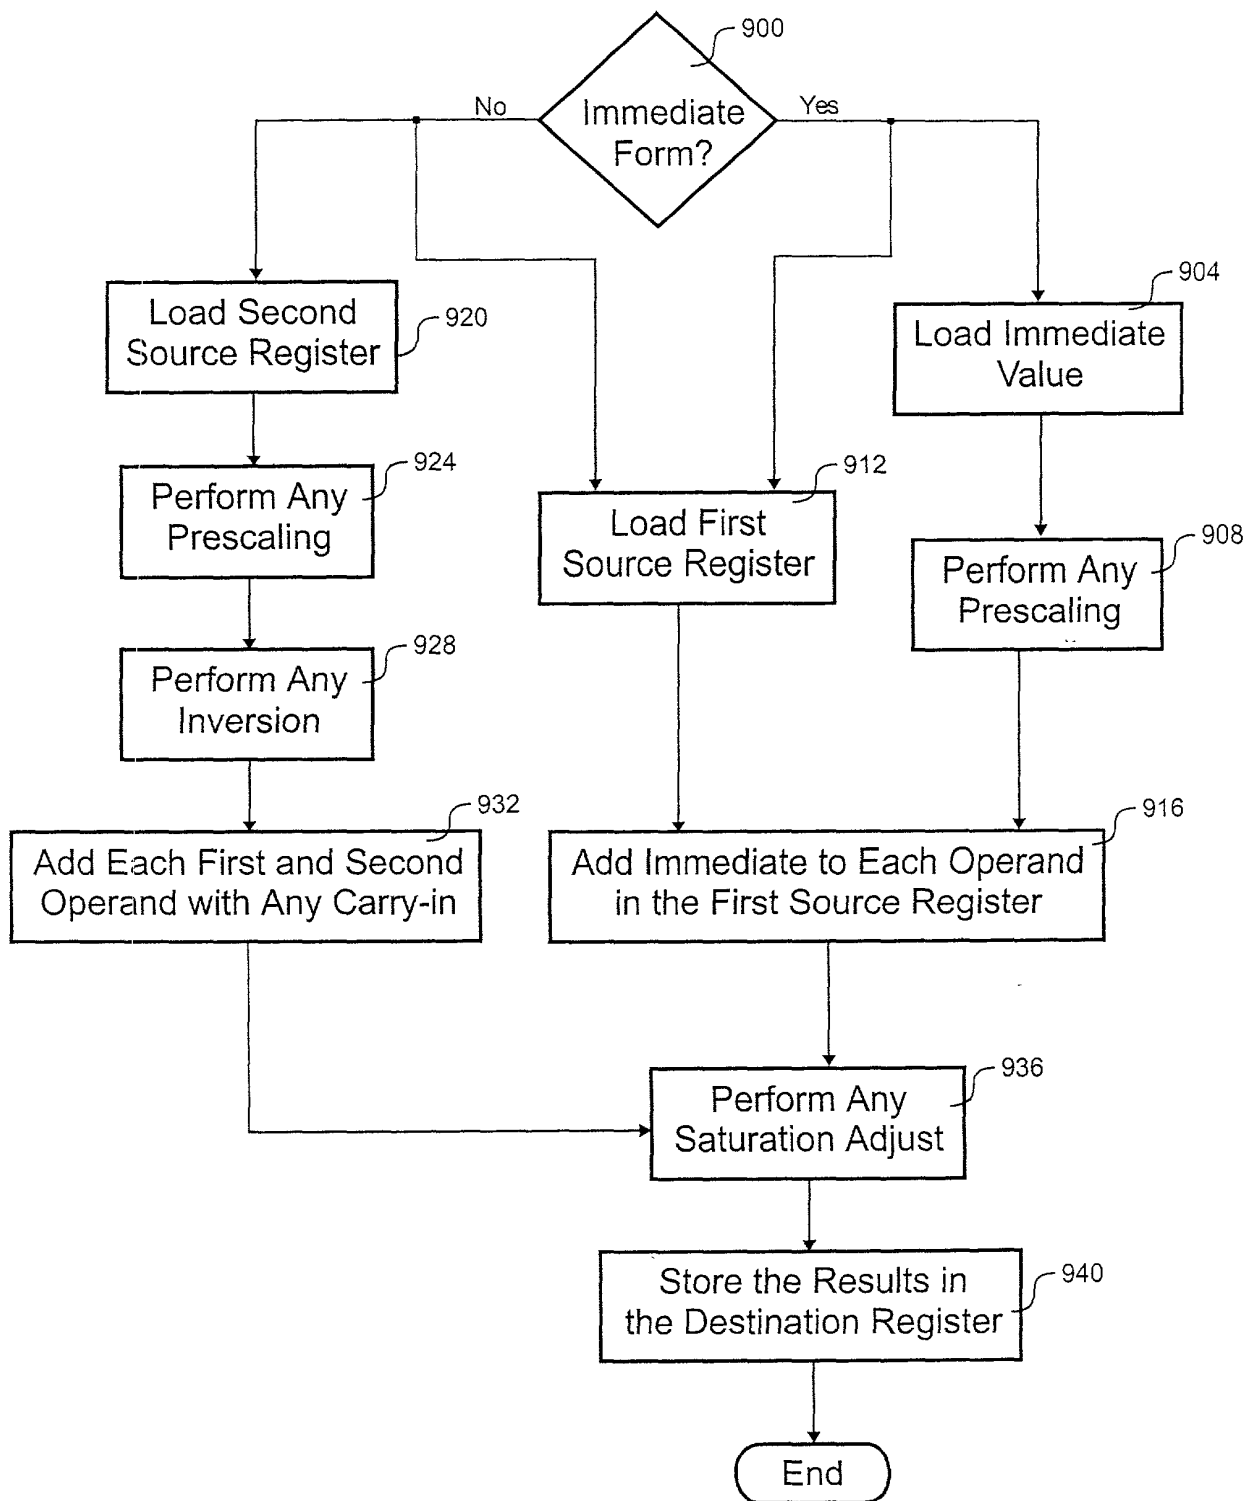 900
Immediate
Form?
No
Yes
Load Second
Source Register
920
904
Load Immediate
Value
Perform Any
Prescaling
924
912
Load First
Source Register
908
Perform Any
Prescaling
Perform Any
Inversion
928
932
Add Each First and Second
Operand with Any Carry-in
916
Add Immediate to Each Operand
in the First Source Register
936
Perform Any
Saturation Adjust
Store the Results in
the Destination Register
940
End